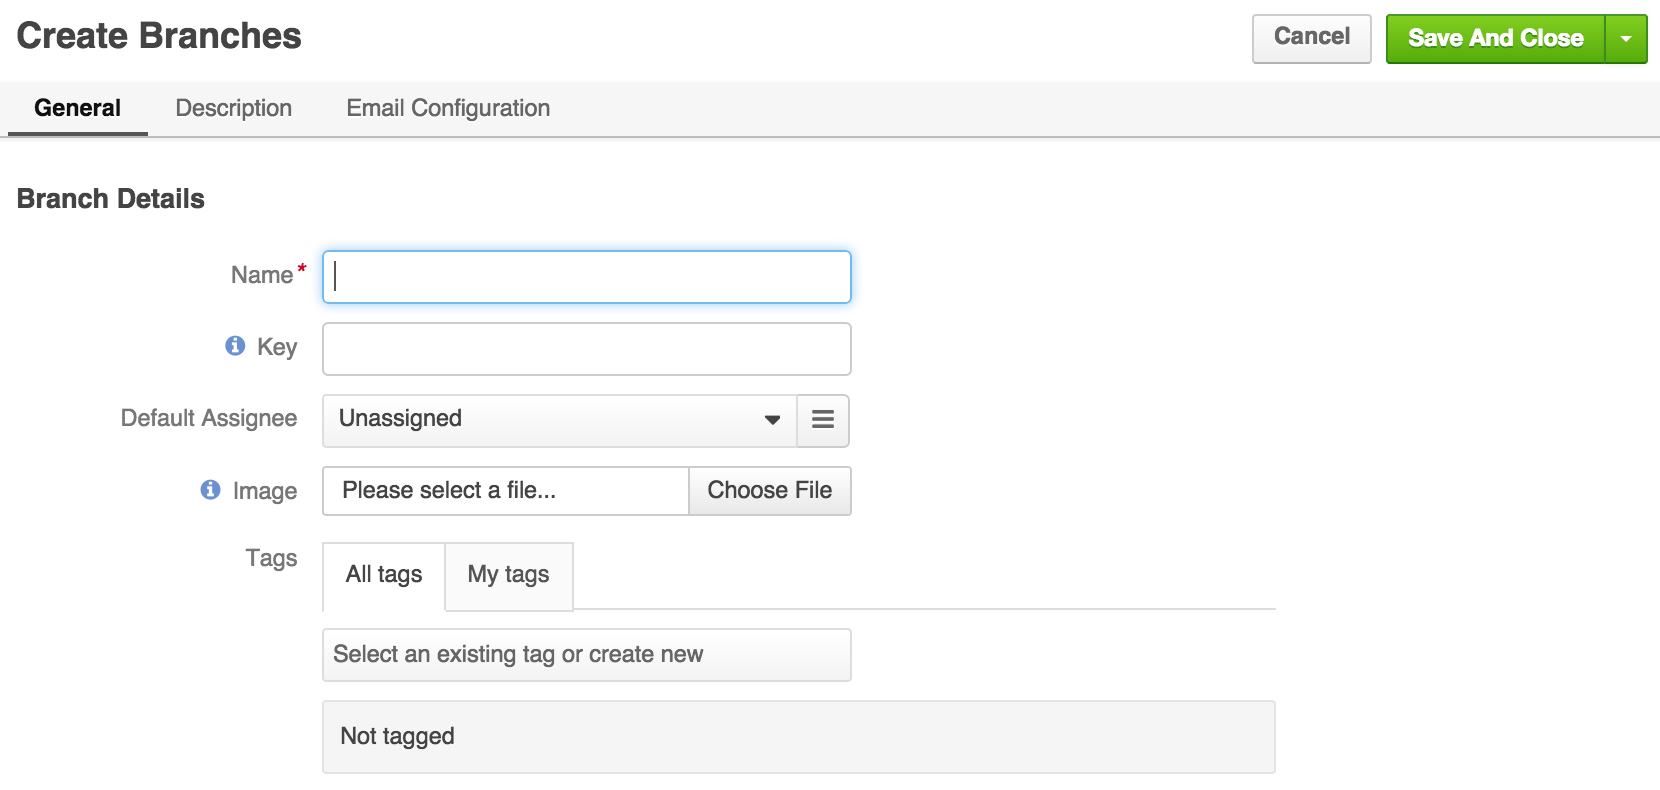 Create Branches
Cancel
Save And Close
General
Description
Email Configuration
Branch Details
Name*
Key
Default Assignee
Unassigned
Image
Please select a file...
Choose File
Tags
All tags
My tags
Select an existing tag or create new
Not tagged